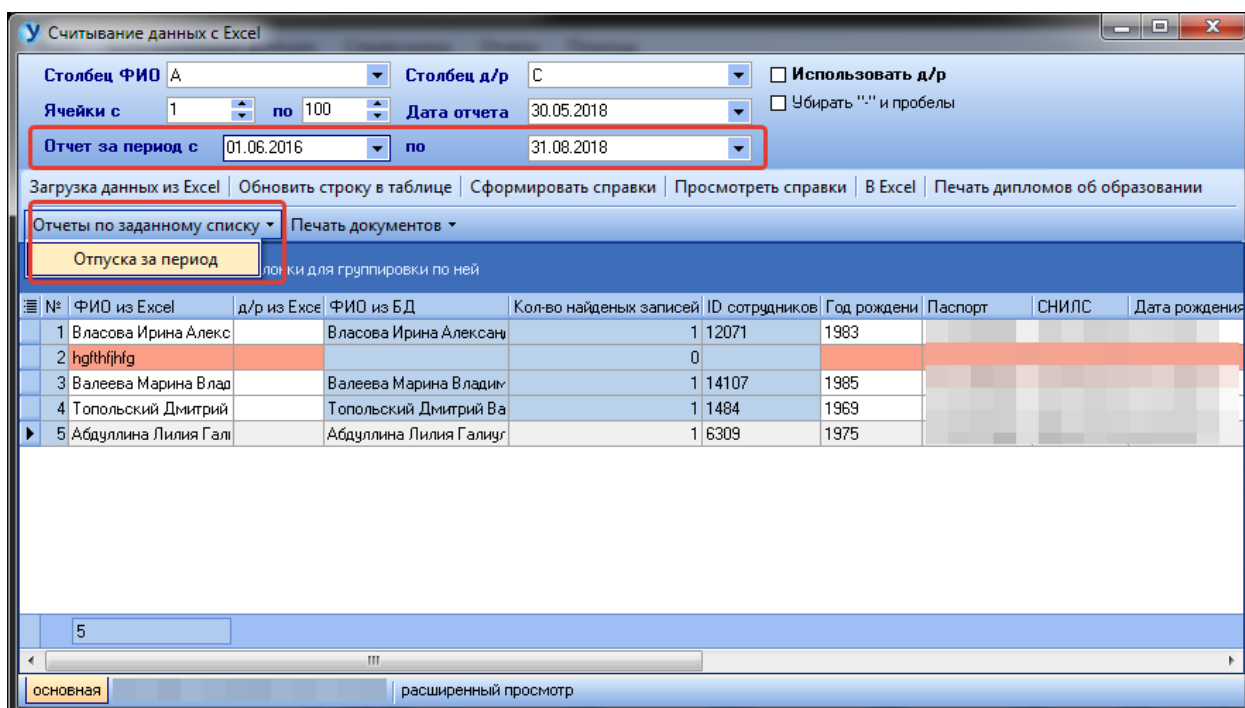 Считывание данных с Excel
Столбец ФИО A Столбец д/р C Использовать д/р
Ячейки с 1 по 100 Дата отчета 30.05.2018 Убирать "-" и пробелы
Отчет за период с 01.06.2016 по 31.08.2018
Загрузка данных из Excel Обновить строку в таблице Сформировать справки Просмотреть справки В Excel Печать дипломов об образовании
Отчеты по заданному списку Печать документов
Отпуска за период для группировки по ней
№ ФИО из Excel д/р из Exce ФИО из БД Кол-во найденых записей ID сотрудников Год рождени Паспорт СНИЛС Дата рождения
1 Власова Ирина Алекс Власова Ирина Алексан 1 12071 1983
2 hgfthfjhfg 0
3 Валеева Марина Влад Валеева Марина Владим 1 14107 1985
4 Топольский Дмитрий Топольский Дмитрий Ва 1 1484 1969
5 Абдуллина Лилия Гали Абдуллина Лилия Галиуг 1 6309 1975
5
основная расширенный просмотр